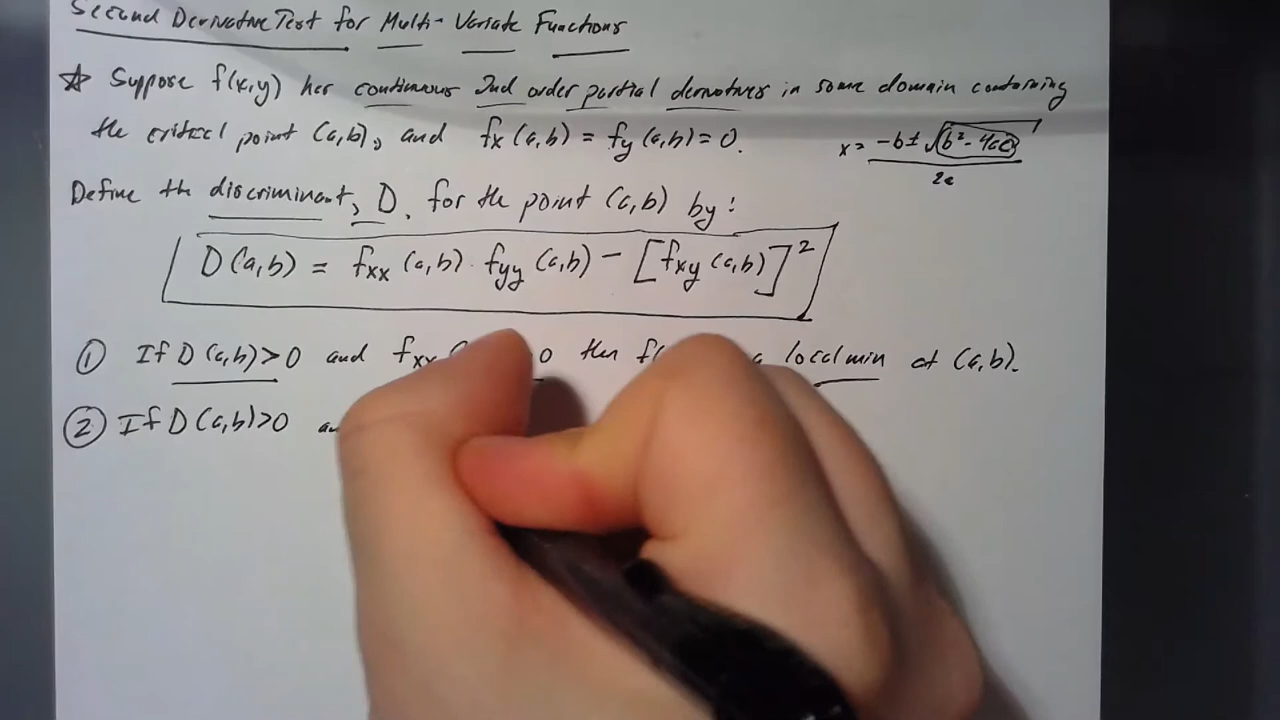 Second Derivative Test for Multi-Variate Functions
☆ Suppose f(x,y) has continuous 2nd order partial derivatives in some domain containing
the critical point (a,b), and fx (a,b) = fy (a,b) = 0.
x = -b ± √b² - 4ac
2a
Define the discriminant, D, for the point (a,b) by:
D(a,b) = fxx (a,b) · fyy (a,b) - [fxy (a,b)]²
① If D (a,b) > 0 and fxx ( 0 then f( a local min at (a,b).
② If D (a,b) > 0